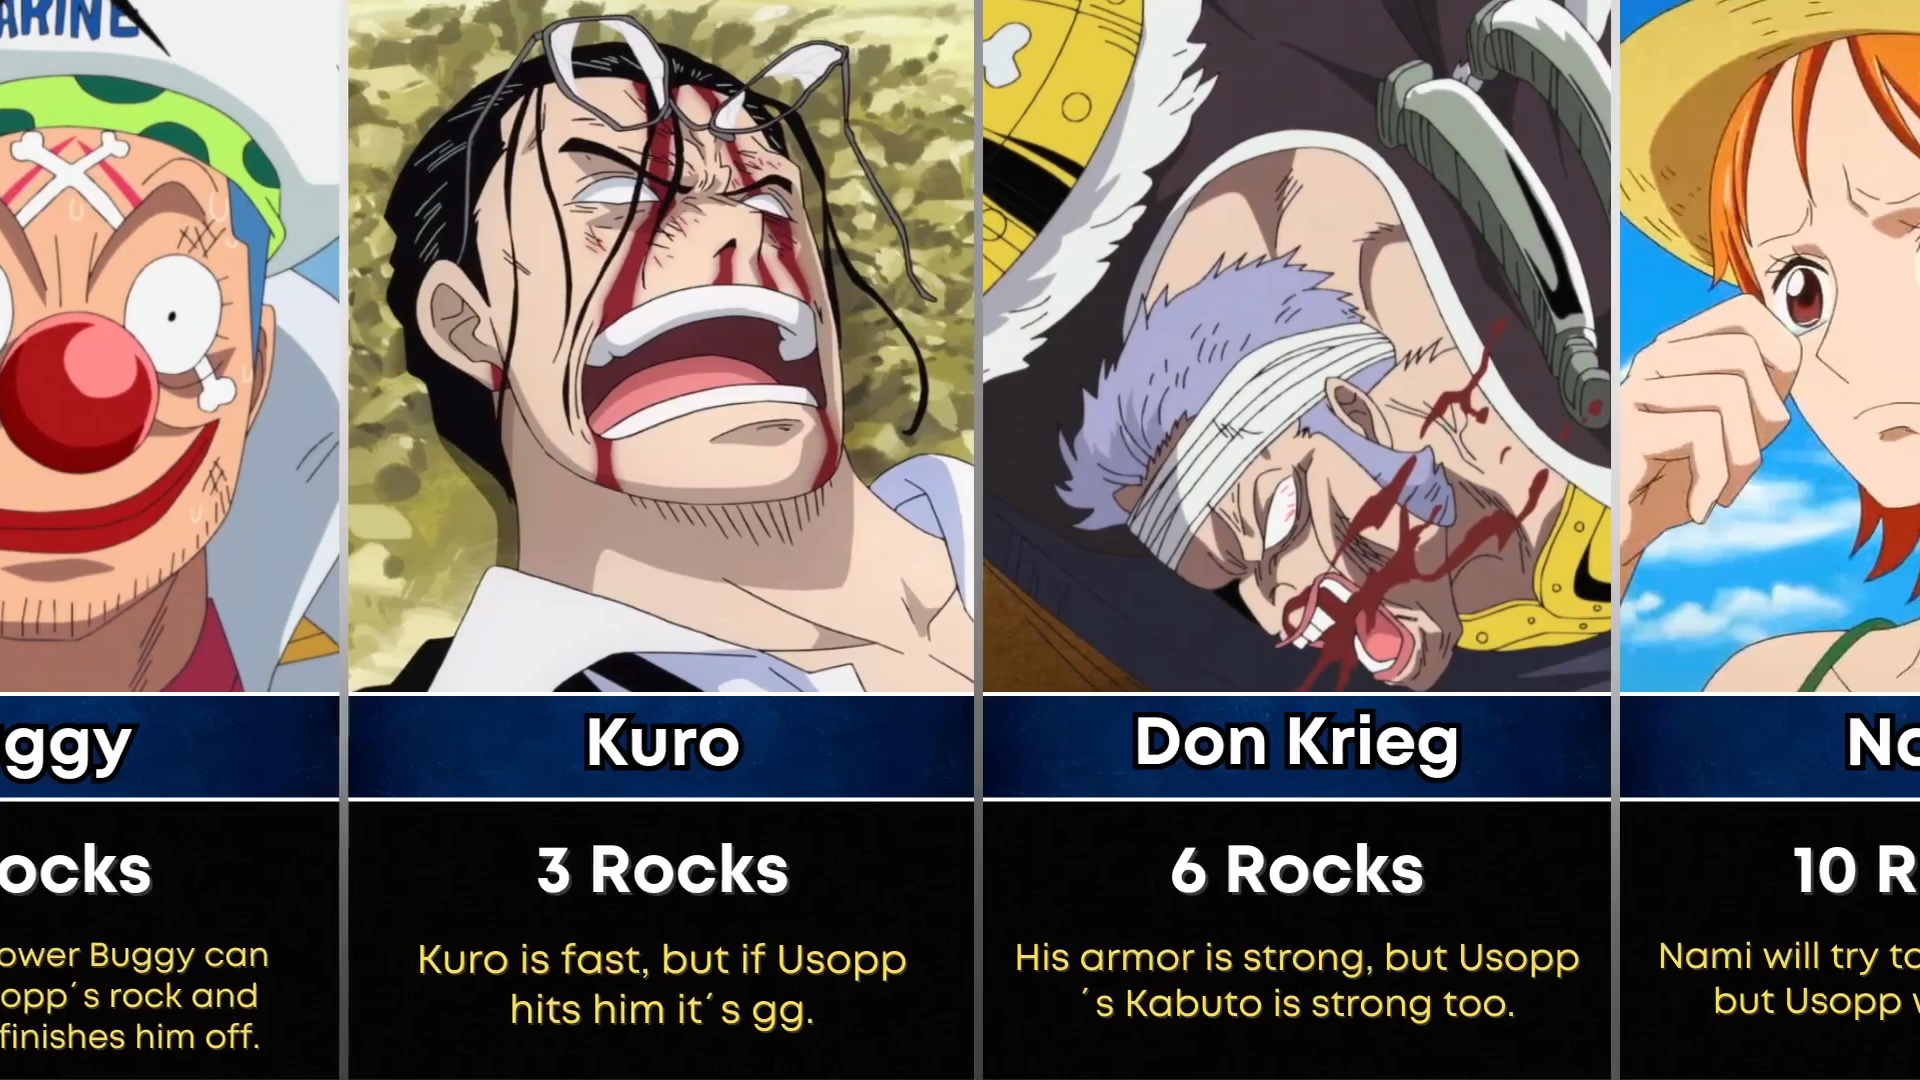 ARINE
ggy
ocks
ower Buggy can
opp´s rock and
finishes him off.
Kuro
3 Rocks
Kuro is fast, but if Usopp
hits him it´s gg.
Don Krieg
6 Rocks
His armor is strong, but Usopp
´s Kabuto is strong too.
Na
10 R
Nami will try to
but Usopp w